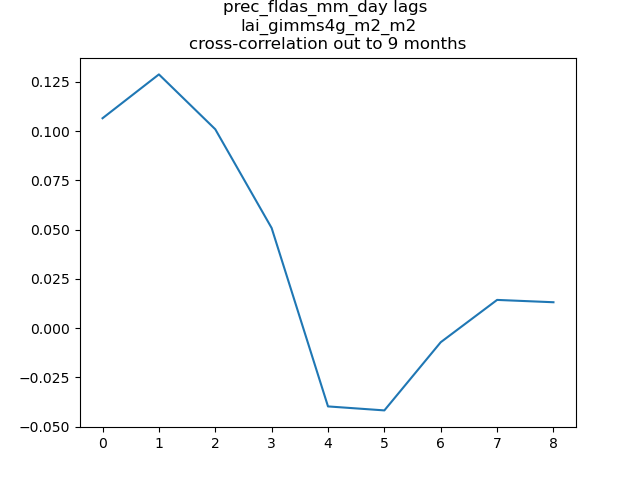 prec_fldas_mm_day lags
lai_gimms4g_m2_m2
cross-correlation out to 9 months
0.125
0.100
0.075
0.050
0.025
0.000
−0.025
−0.050
0 1 2 3 4 5 6 7 8